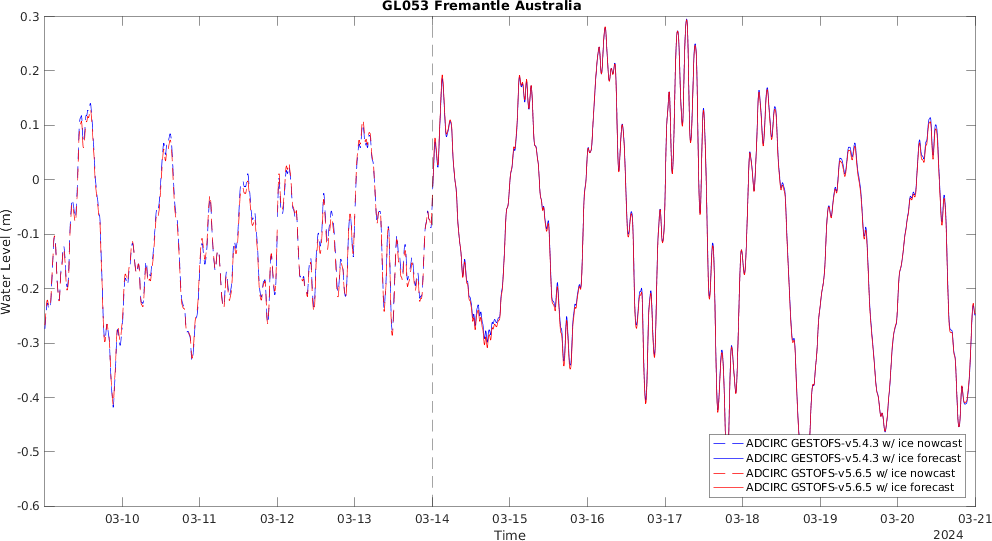 GL053 Fremantle Australia
0.3
0.2
0.1
0
-0.1
-0.2
-0.3
-0.4
-0.5
-0.6
Water Level (m)
ADCIRC GESTOFS-v5.4.3 w/ ice nowcast
ADCIRC GESTOFS-v5.4.3 w/ ice forecast
ADCIRC GSTOFS-v5.6.5 w/ ice nowcast
ADCIRC GSTOFS-v5.6.5 w/ ice forecast
03-10 03-11 03-12 03-13 03-14 03-15 03-16 03-17 03-18 03-19 03-20 03-21
Time
2024